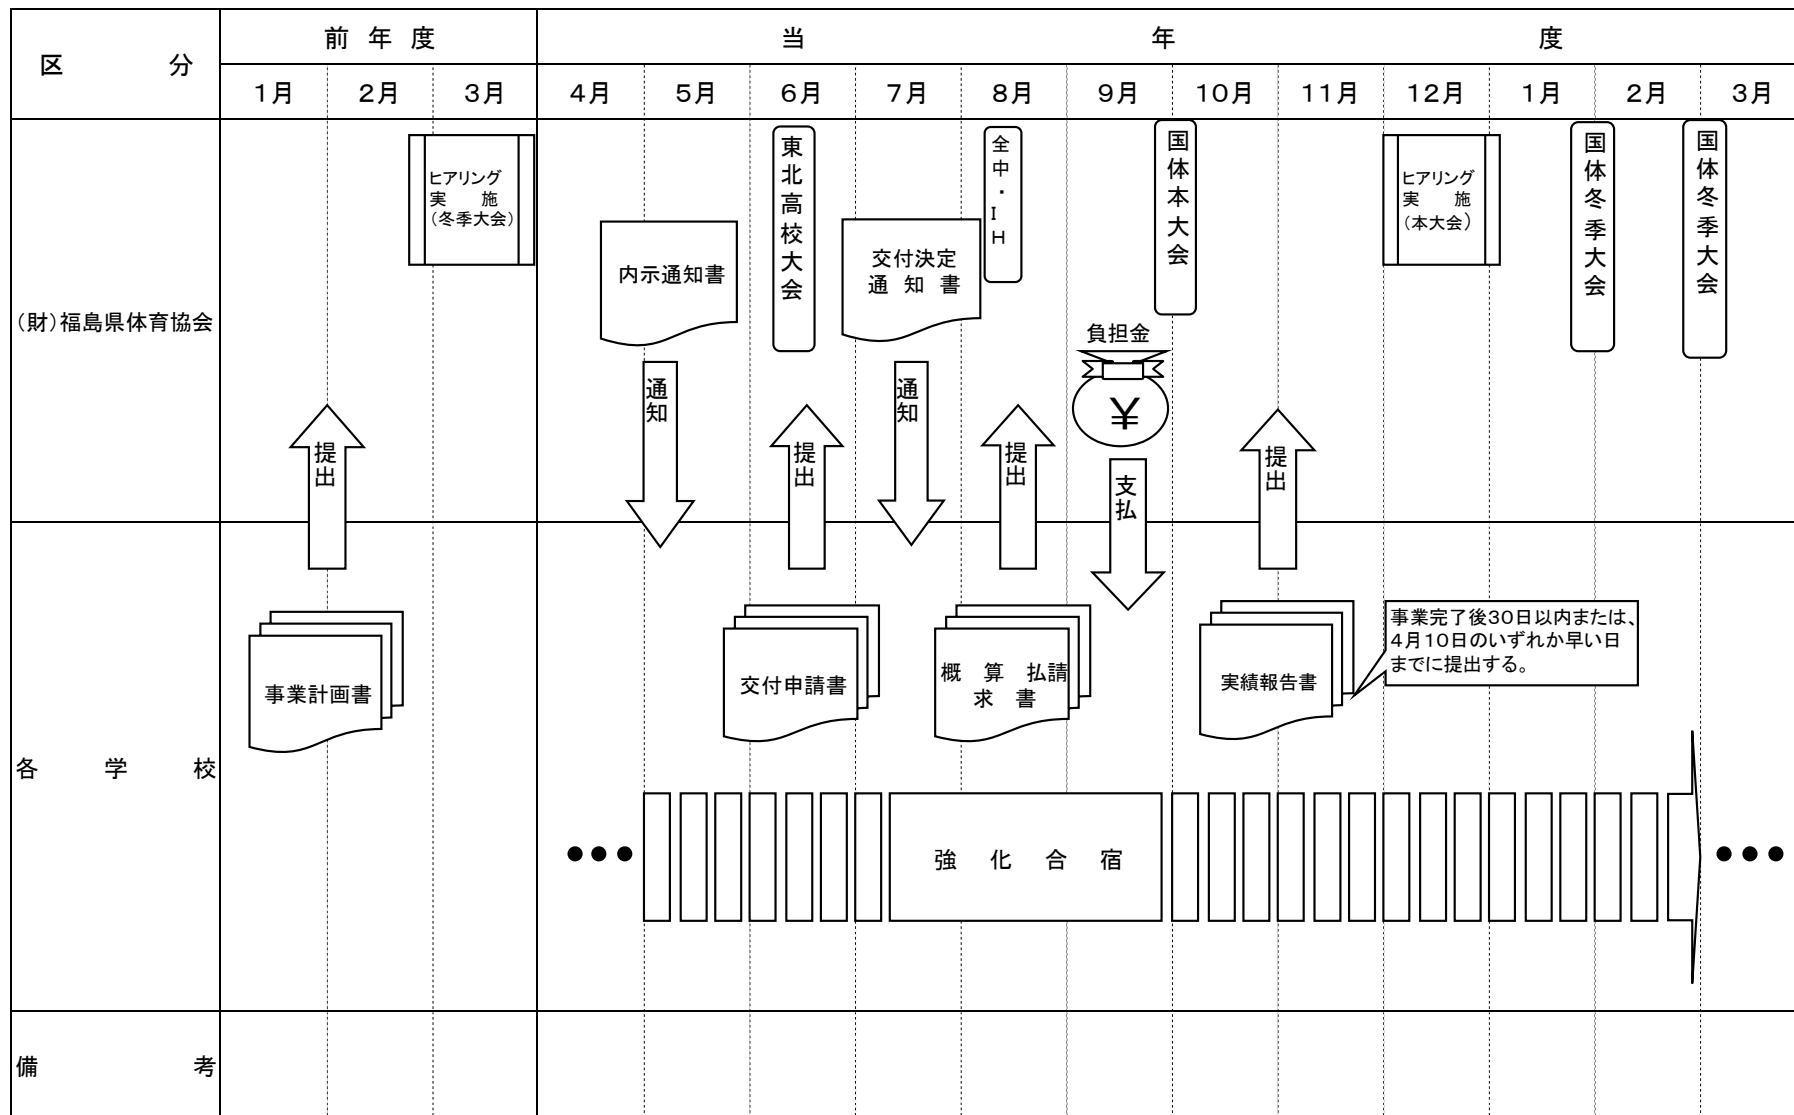 区　分
前 年 度
当　年　度
1月
2月
3月
4月
5月
6月
7月
8月
9月
10月
11月
12月
1月
2月
3月
(財)福島県体育協会
ヒアリング
実　施
(冬季大会)
内示通知書
東北高校大会
交付決定
通 知 書
全中・IH
国体本大会
負担金
¥
ヒアリング
実　施
(本大会)
国体冬季大会
国体冬季大会
提出
通知
提出
通知
提出
支払
提出
各　学　校
事業計画書
交付申請書
概 算 払請
求 書
実績報告書
事業完了後30日以内または、
4月10日のいずれか早い日
までに提出する。
●●●
強 化 合 宿
●●●
備　考